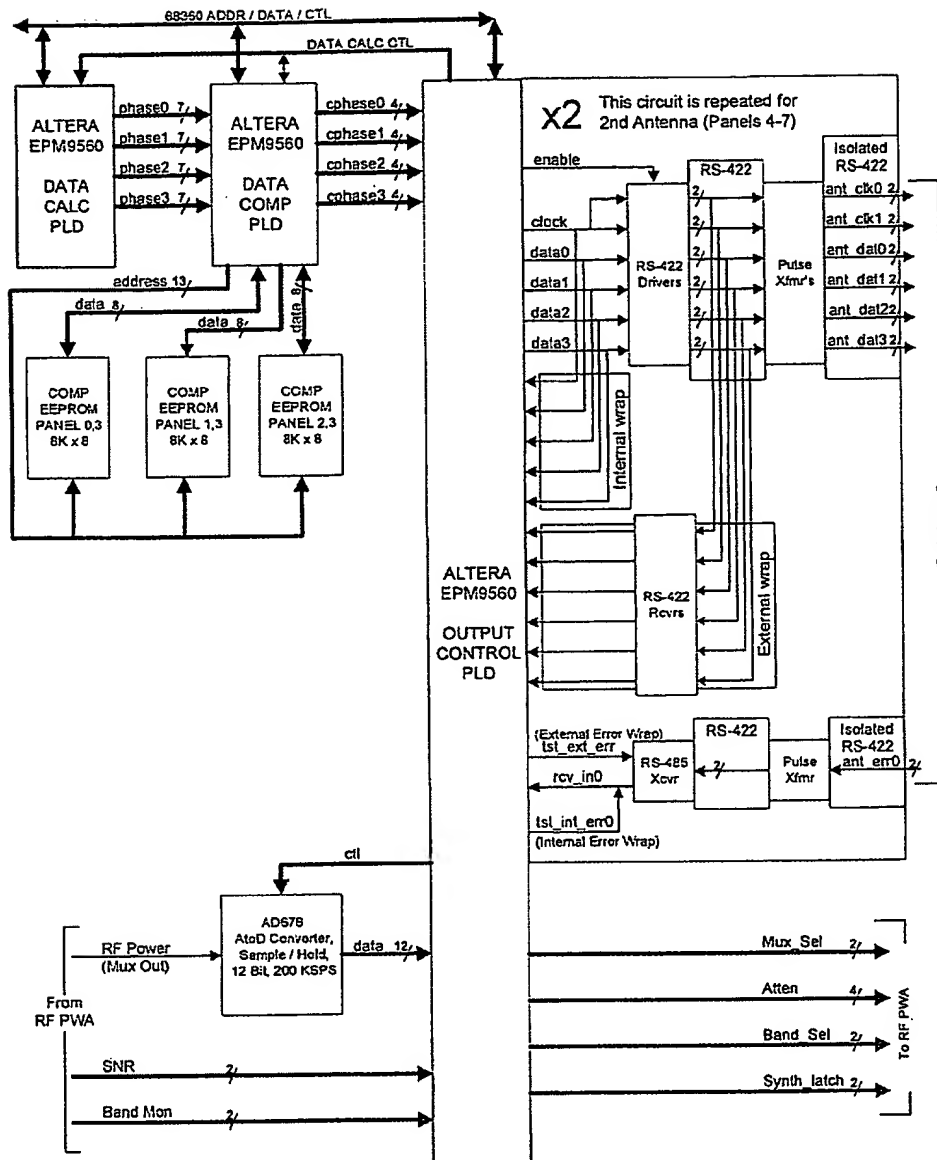 68360 ADDR / DATA / CTL
DATA CALC CTL
ALTERA
EPM9560
DATA
CALC
PLD
phase0 7/
phase1 7/
phase2 7/
phase3 7/
ALTERA
EPM9560
DATA
COMP
PLD
cphase0 4/
cphase1 4/
cphase2 4/
cphase3 4/
address 13/
data 8/
data 8/
data 8/
COMP
EEPROM
PANEL 0,3
8K x 8
COMP
EEPROM
PANEL 1,3
8K x 8
COMP
EEPROM
PANEL 2,3
8K x 8
X2 This circuit is repeated for
2nd Antenna (Panels 4-7)
enable
clock
data0
data1
data2
data3
RS-422
Drivers
RS-422
2/
2/
2/
2/
2/
2/
Pulse
Xfmr's
Isolated
RS-422
ant_clk0 2/
ant_clk1 2/
ant_dat0 2/
ant_dat1 2/
ant_dat2 2/
ant_dat3 2/
Internal wrap
External wrap
RS-422
Rcvrs
ALTERA
EPM9560
OUTPUT
CONTROL
PLD
(External Error Wrap)
tst_ext_err
rcv_in0
tst_int_err0
(Internal Error Wrap)
RS-485
Xcvr
RS-422
2/
Pulse
Xfmr
Isolated
RS-422
ant_err0 2/
ctl
AD678
AtoD Converter,
Sample / Hold,
12 Bit, 200 KSPS
data 12/
RF Power
(Mux Out)
From
RF PWA
SNR 2/
Band Mon 2/
Mux_Sel 2/
Atten 4/
Band_Sel 2/
Synth_latch 2/
To RF PWA